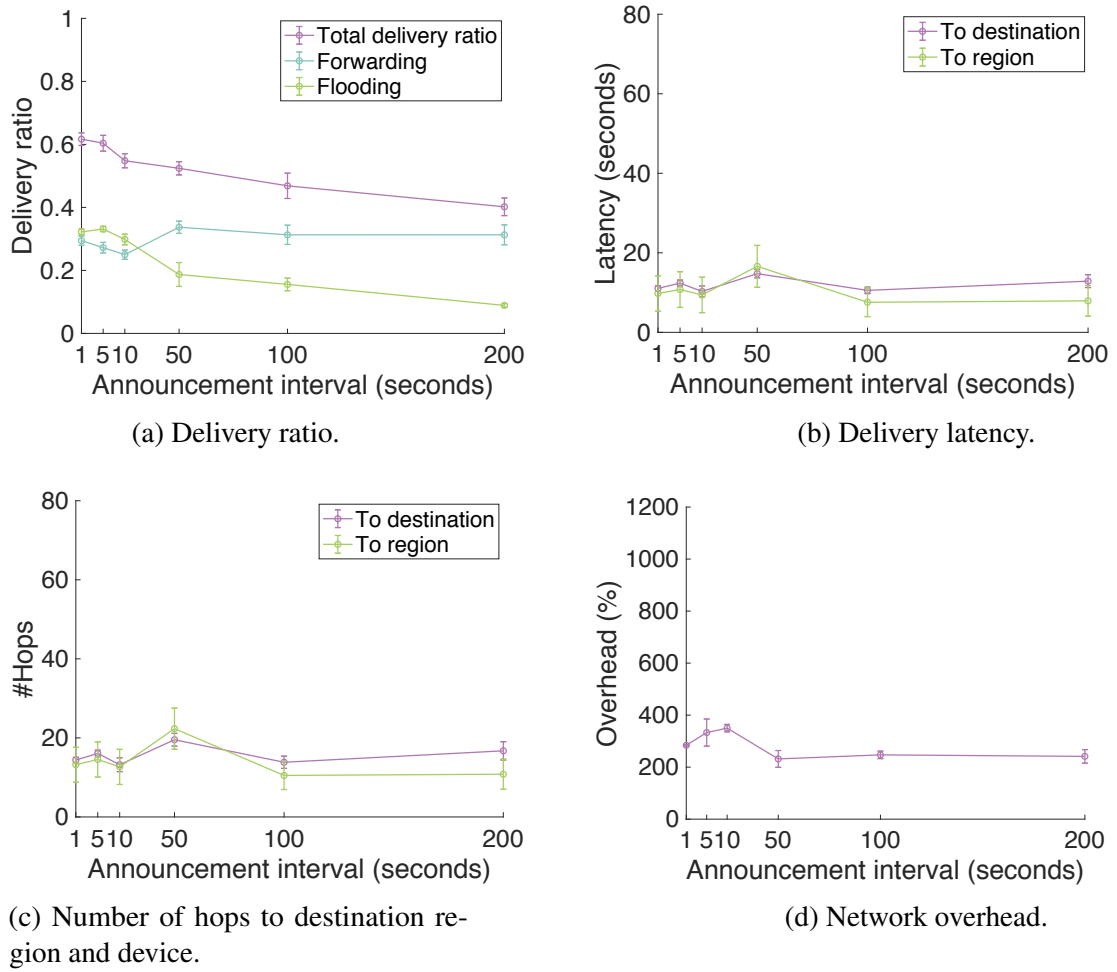 1
0.8
0.6
0.4
0.2
0
Delivery ratio
Total delivery ratio
Forwarding
Flooding
1 5 10 50 100 200
Announcement interval (seconds)
(a) Delivery ratio.
80
60
40
20
0
Latency (seconds)
To destination
To region
1 5 10 50 100 200
Announcement interval (seconds)
(b) Delivery latency.
80
60
40
20
0
#Hops
To destination
To region
1 5 10 50 100 200
Announcement interval (seconds)
(c) Number of hops to destination re-
gion and device.
1200
1000
800
600
400
200
0
Overhead (%)
1 5 10 50 100 200
Announcement interval (seconds)
(d) Network overhead.